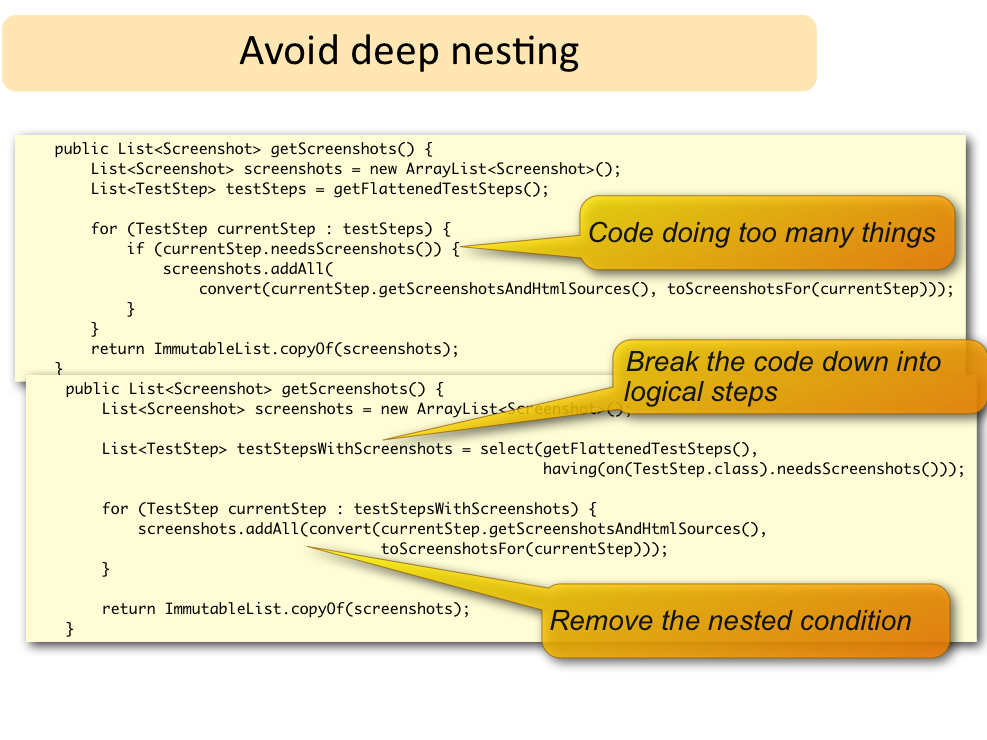 Avoid deep nesting
public List<Screenshot> getScreenshots() {
List<Screenshot> screenshots = new ArrayList<Screenshot>();
List<TestStep> testSteps = getFlattenedTestSteps();
for (TestStep currentStep : testSteps) {
if (currentStep.needsScreenshots()) {
screenshots.addAll(
convert(currentStep.getScreenshotsAndHtmlSources(), toScreenshotsFor(currentStep)));
}
}
return ImmutableList.copyOf(screenshots);
}
Code doing too many things
public List<Screenshot> getScreenshots() {
List<Screenshot> screenshots = new ArrayList<Screenshot>();
List<TestStep> testStepsWithScreenshots = select(getFlattenedTestSteps(),
having(on(TestStep.class).needsScreenshots()));
for (TestStep currentStep : testStepsWithScreenshots) {
screenshots.addAll(convert(currentStep.getScreenshotsAndHtmlSources(),
toScreenshotsFor(currentStep)));
}
return ImmutableList.copyOf(screenshots);
}
Break the code down into
logical steps
Remove the nested condition